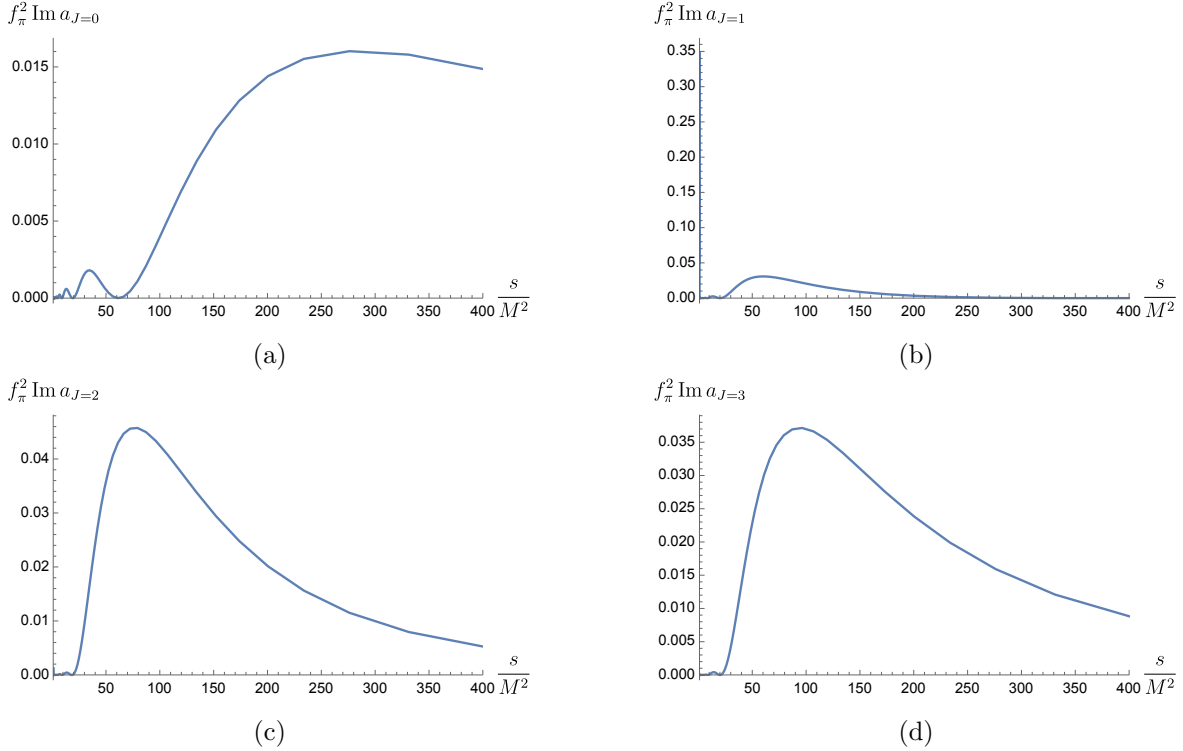 f_π^2 Im a_{J=0}
0.015
0.010
0.005
0.000
50 100 150 200 250 300 350 400
s/M^2
(a)
f_π^2 Im a_{J=1}
0.35
0.30
0.25
0.20
0.15
0.10
0.05
0.00
50 100 150 200 250 300 350 400
s/M^2
(b)
f_π^2 Im a_{J=2}
0.04
0.03
0.02
0.01
0.00
50 100 150 200 250 300 350 400
s/M^2
(c)
f_π^2 Im a_{J=3}
0.035
0.030
0.025
0.020
0.015
0.010
0.005
0.000
50 100 150 200 250 300 350 400
s/M^2
(d)